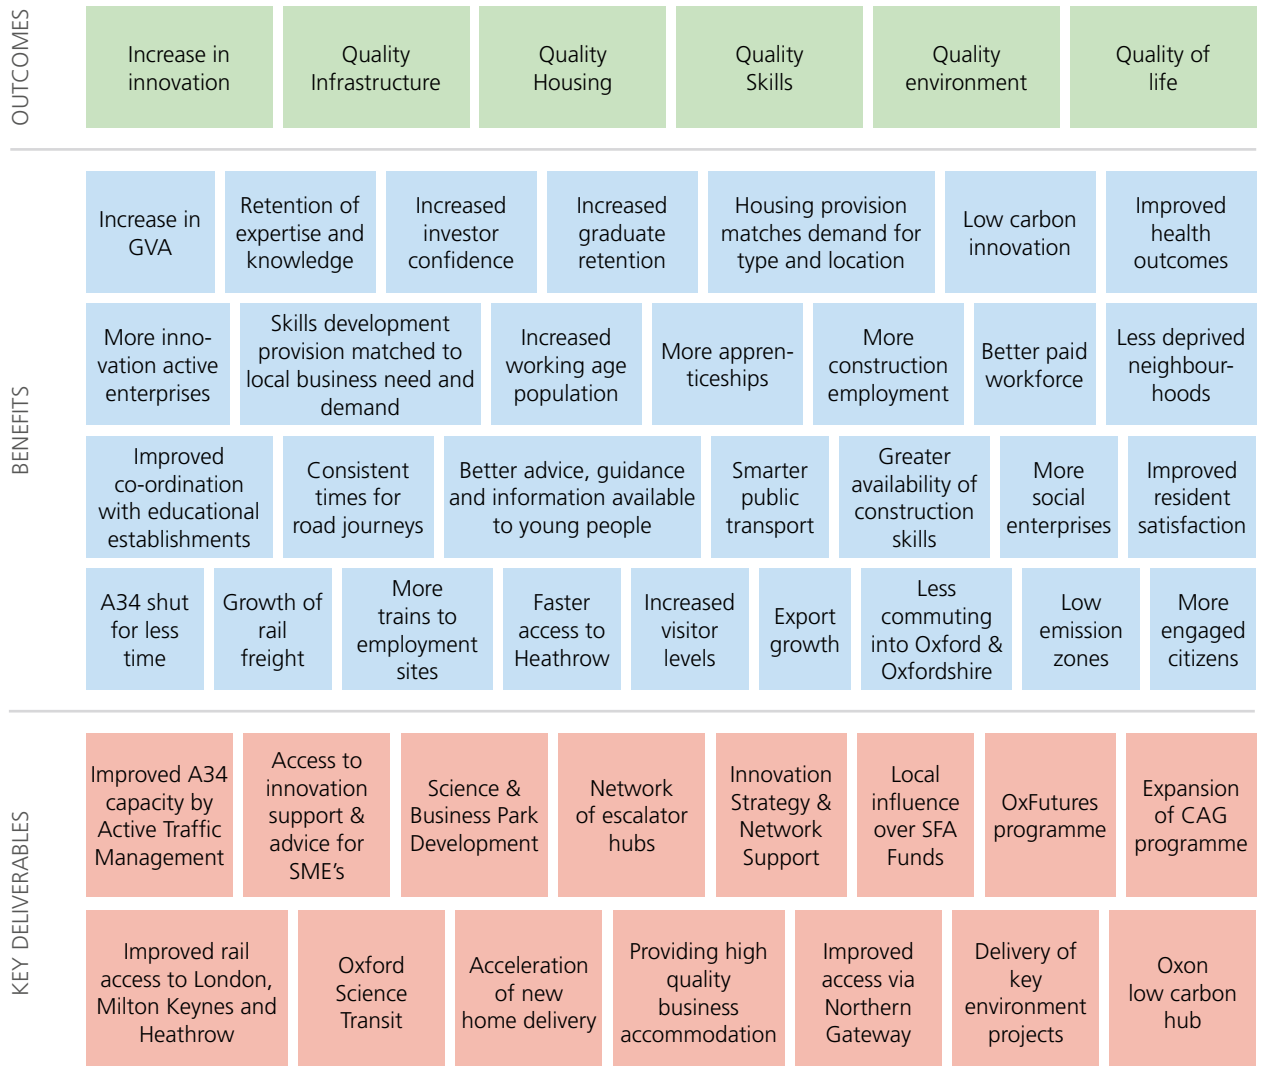 OUTCOMES
Increase in
innovation
Quality
Infrastructure
Quality
Housing
Quality
Skills
Quality
environment
Quality of
life
BENEFITS
Increase in
GVA
Retention of
expertise and
knowledge
Increased
investor
confidence
Increased
graduate
retention
Housing provision
matches demand for
type and location
Low carbon
innovation
Improved
health
outcomes
More inno-
vation active
enterprises
Skills development
provision matched to
local business need and
demand
Increased
working age
population
More appren-
ticeships
More
construction
employment
Better paid
workforce
Less deprived
neighbour-
hoods
Improved
co-ordination
with educational
establishments
Consistent
times for
road journeys
Better advice, guidance
and information available
to young people
Smarter
public
transport
Greater
availability of
construction
skills
More
social
enterprises
Improved
resident
satisfaction
A34 shut
for less
time
Growth of
rail
freight
More
trains to
employment
sites
Faster
access to
Heathrow
Increased
visitor
levels
Export
growth
Less
commuting
into Oxford &
Oxfordshire
Low
emission
zones
More
engaged
citizens
KEY DELIVERABLES
Improved A34
capacity by
Active Traffic
Management
Access to
innovation
support &
advice for
SME's
Science &
Business Park
Development
Network
of escalator
hubs
Innovation
Strategy &
Network
Support
Local
influence
over SFA
Funds
OxFutures
programme
Expansion
of CAG
programme
Improved rail
access to London,
Milton Keynes and
Heathrow
Oxford
Science
Transit
Acceleration
of new
home delivery
Providing high
quality
business
accommodation
Improved
access via
Northern
Gateway
Delivery of
key
environment
projects
Oxon
low carbon
hub